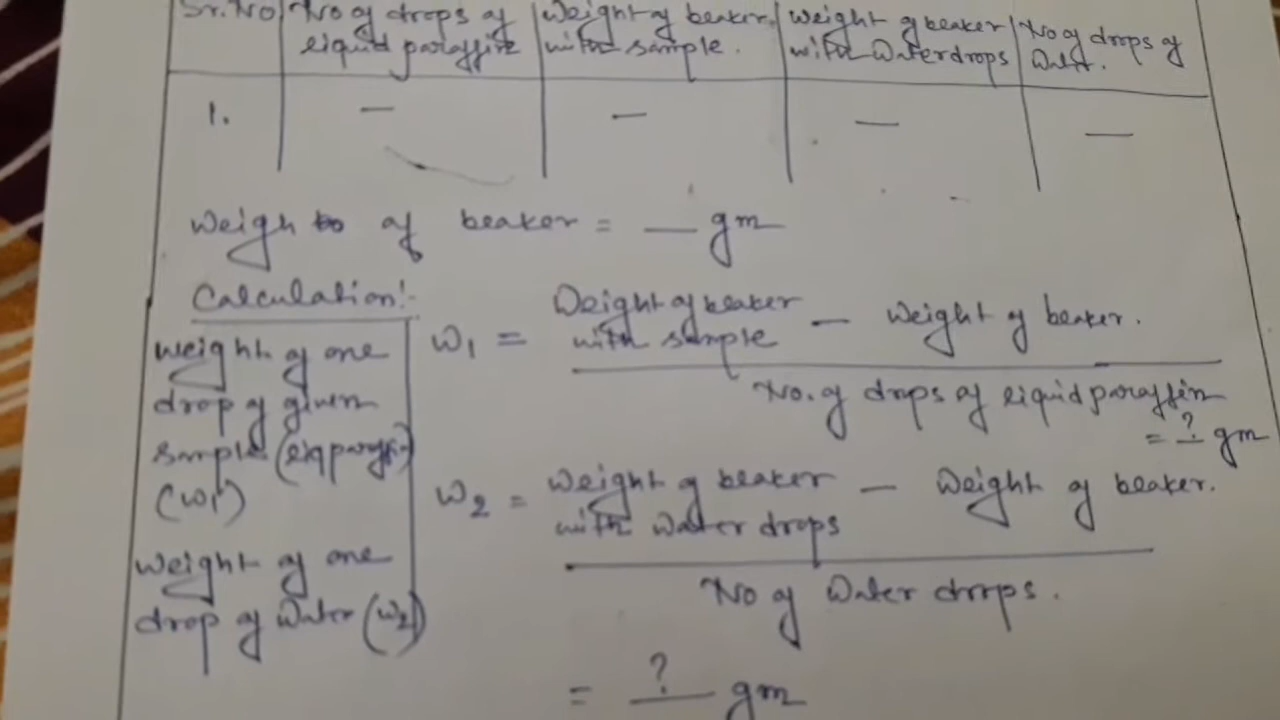 Sr. No | No of drops of liquid paraffin | Weight of beaker with sample. | Weight of beaker with Water drops | No of drops of Water.
1. | — | — | — | —
Weigh to of beaker = — gm
Calculation:-
Weight of one drop of given sample (liq paraffin) (W1)
W1 = Weight of beaker with sample — Weight of beaker.
No. of drops of liquid paraffin
= ? gm
Weight of one drop of Water (W2)
W2 = Weight of beaker with Water drops — Weight of beaker.
No of Water drops.
= ? gm